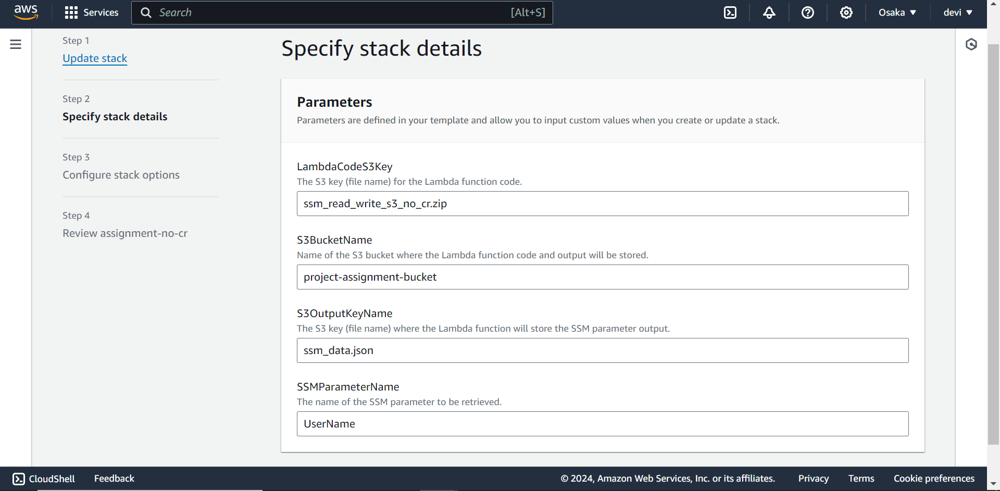 aws
Services
Search
[Alt+S]
Osaka
devi
Step 1
Update stack
Step 2
Specify stack details
Step 3
Configure stack options
Step 4
Review assignment-no-cr
Specify stack details
Parameters
Parameters are defined in your template and allow you to input custom values when you create or update a stack.
LambdaCodeS3Key
The S3 key (file name) for the Lambda function code.
ssm_read_write_s3_no_cr.zip
S3BucketName
Name of the S3 bucket where the Lambda function code and output will be stored.
project-assignment-bucket
S3OutputKeyName
The S3 key (file name) where the Lambda function will store the SSM parameter output.
ssm_data.json
SSMParameterName
The name of the SSM parameter to be retrieved.
UserName
CloudShell
Feedback
© 2024, Amazon Web Services, Inc. or its affiliates.
Privacy
Terms
Cookie preferences